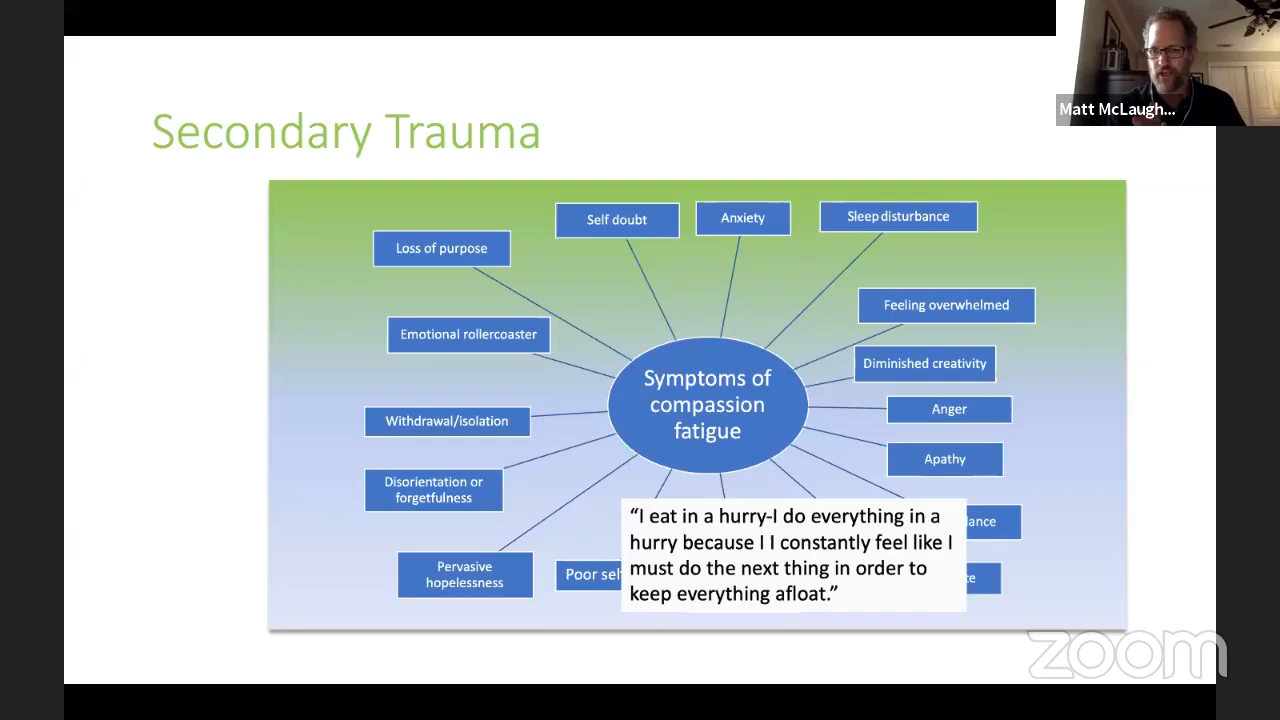 Matt McLaugh...
Secondary Trauma
Self doubt
Anxiety
Sleep disturbance
Loss of purpose
Feeling overwhelmed
Emotional rollercoaster
Diminished creativity
Symptoms of
compassion
fatigue
Anger
Withdrawal/isolation
Apathy
Disorientation or
forgetfulness
“I eat in a hurry-I do everything in a
hurry because I I constantly feel like I
must do the next thing in order to
keep everything afloat.”
Pervasive
hopelessness
Poor
zoom